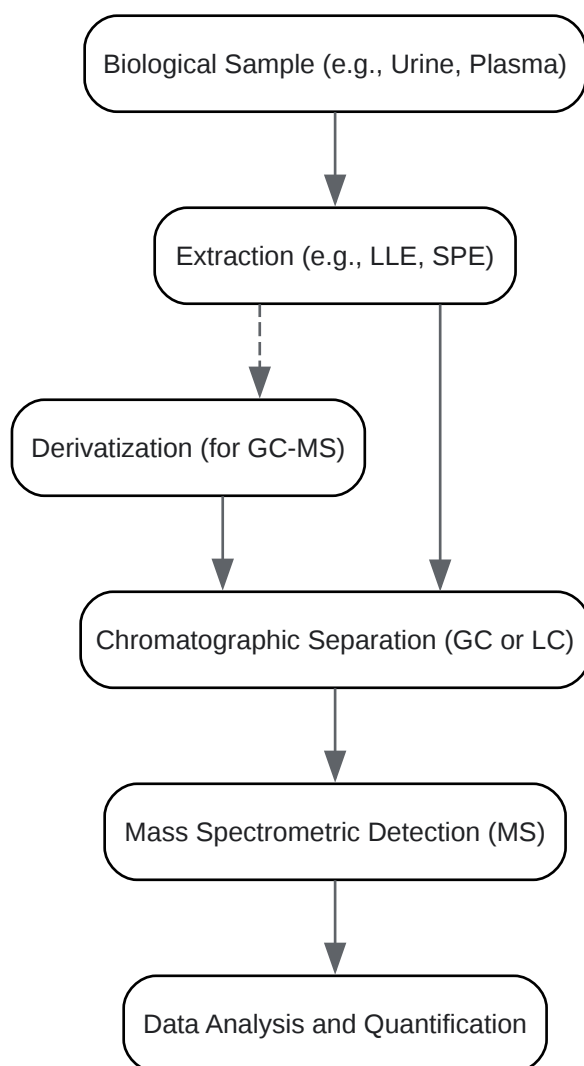 Biological Sample (e.g., Urine, Plasma)
Extraction (e.g., LLE, SPE)
Derivatization (for GC-MS)
Chromatographic Separation (GC or LC)
Mass Spectrometric Detection (MS)
Data Analysis and Quantification